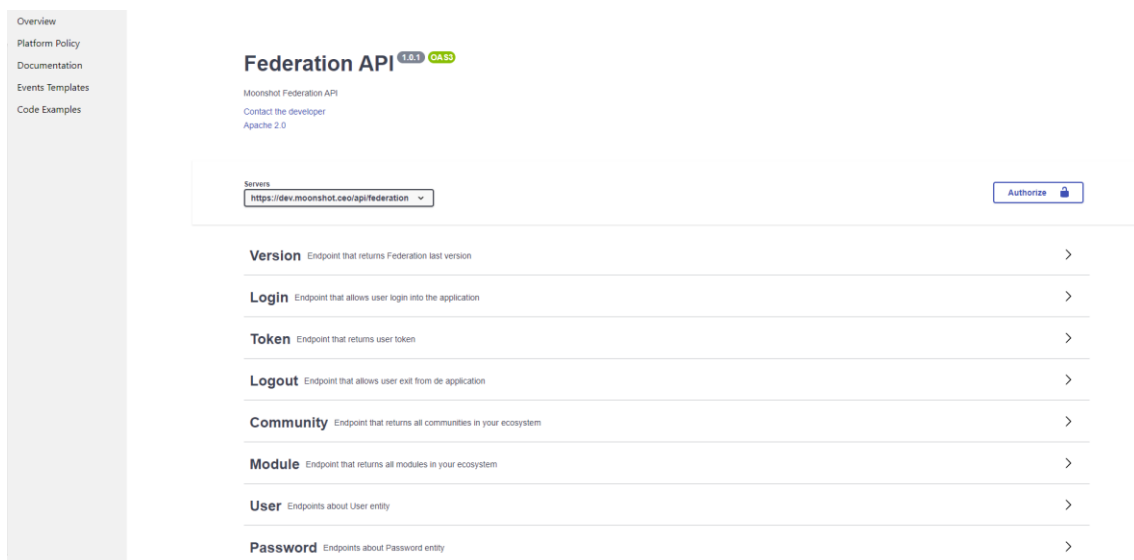 Overview
Platform Policy
Documentation
Events Templates
Code Examples
Federation API 1.0.1 OAS3
Moonshot Federation API
Contact the developer
Apache 2.0
Servers
https://dev.moonshot.ceo/api/federation
Authorize
Version Endpoint that returns Federation last version
Login Endpoint that allows user login into the application
Token Endpoint that returns user token
Logout Endpoint that allows user exit from de application
Community Endpoint that returns all communities in your ecosystem
Module Endpoint that returns all modules in your ecosystem
User Endpoints about User entity
Password Endpoints about Password entity